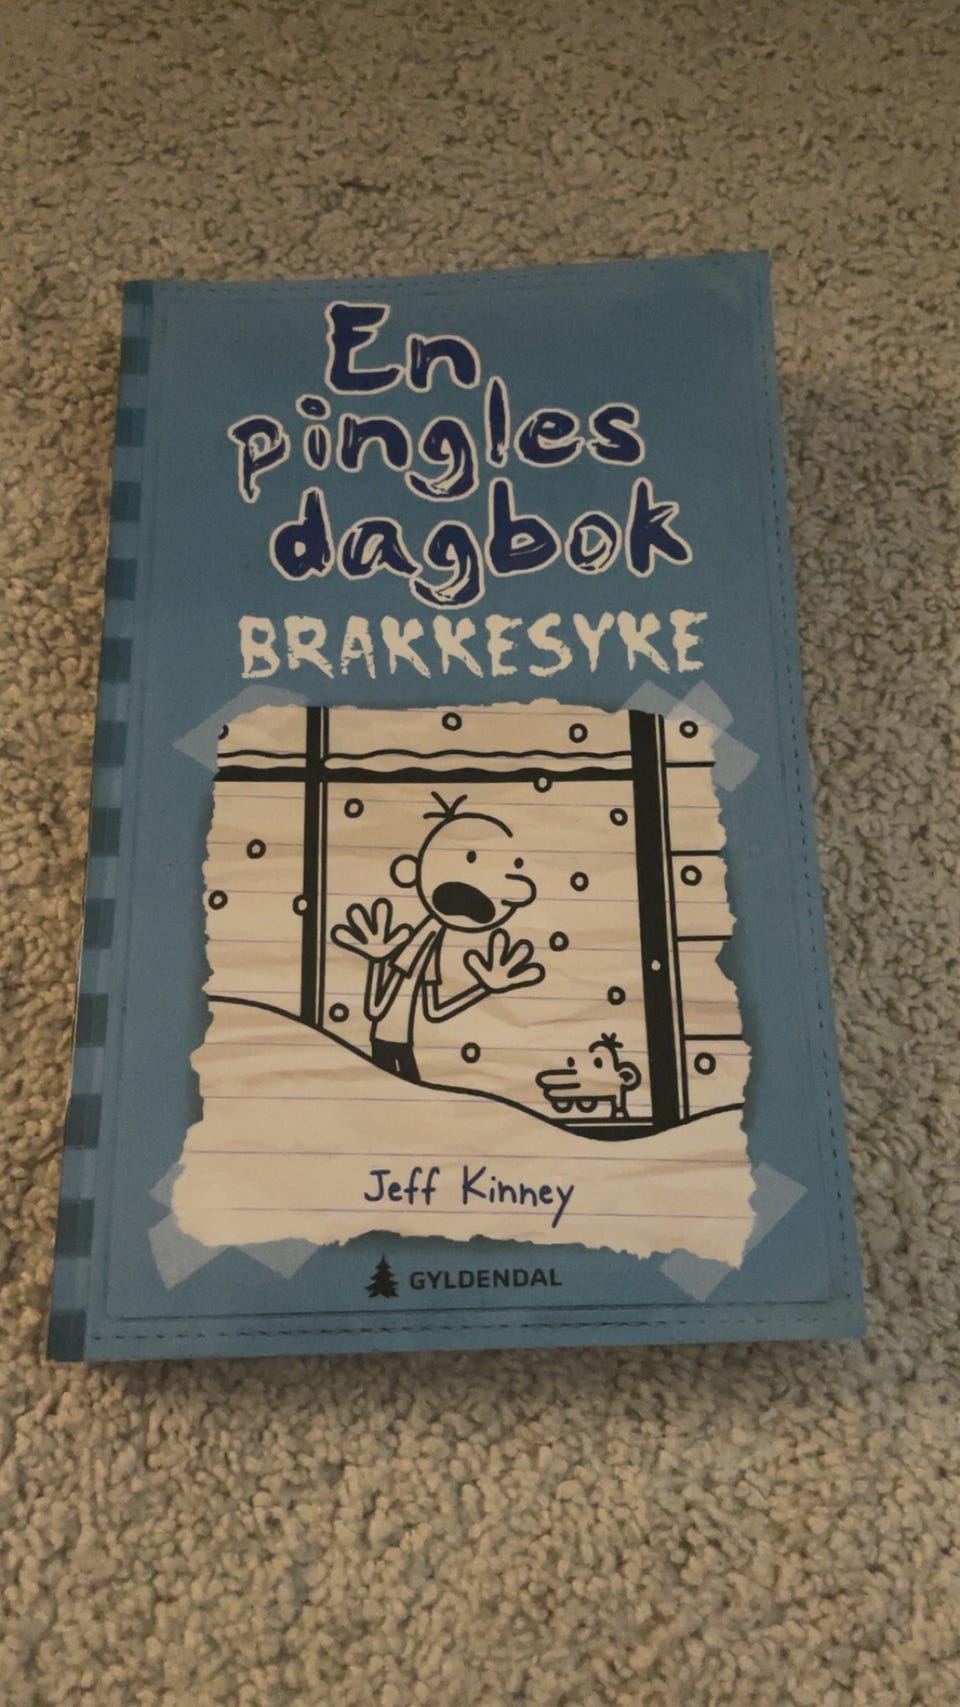 En
pingles
dagbok
BRAKKESYKE
Jeff Kinney
GYLDENDAL